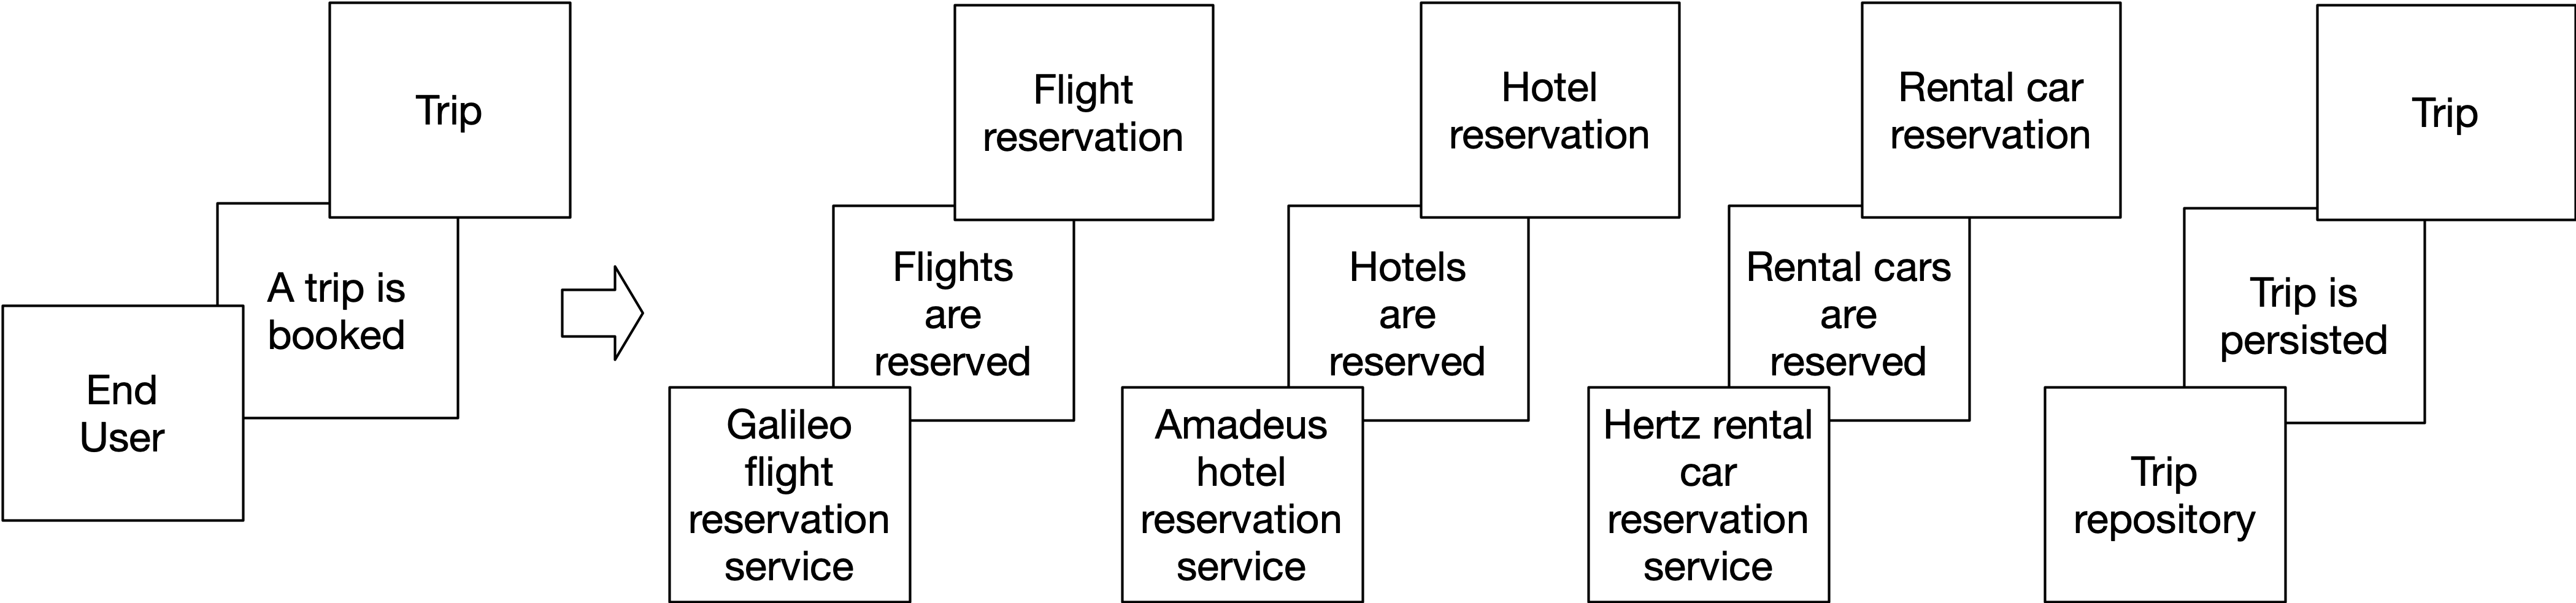 Trip
A trip is
booked
End
User
Flight
reservation
Flights
are
reserved
Galileo
flight
reservation
service
Hotel
reservation
Hotels
are
reserved
Amadeus
hotel
reservation
service
Rental car
reservation
Rental cars
are
reserved
Hertz rental
car
reservation
service
Trip
Trip is
persisted
Trip
repository